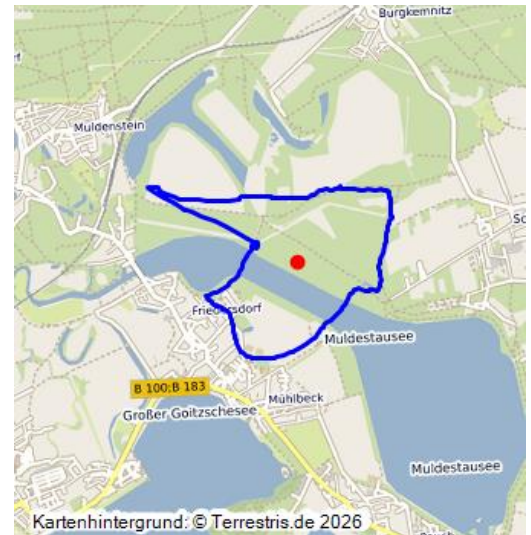 Burgkemnitz
Muldenstein
Friedersdorf
Muldestausee
B 100;B 183
Mühlbeck
Großer Goitzschesee
Muldestausee
Kartenhintergrund: © Terrestris.de 2026